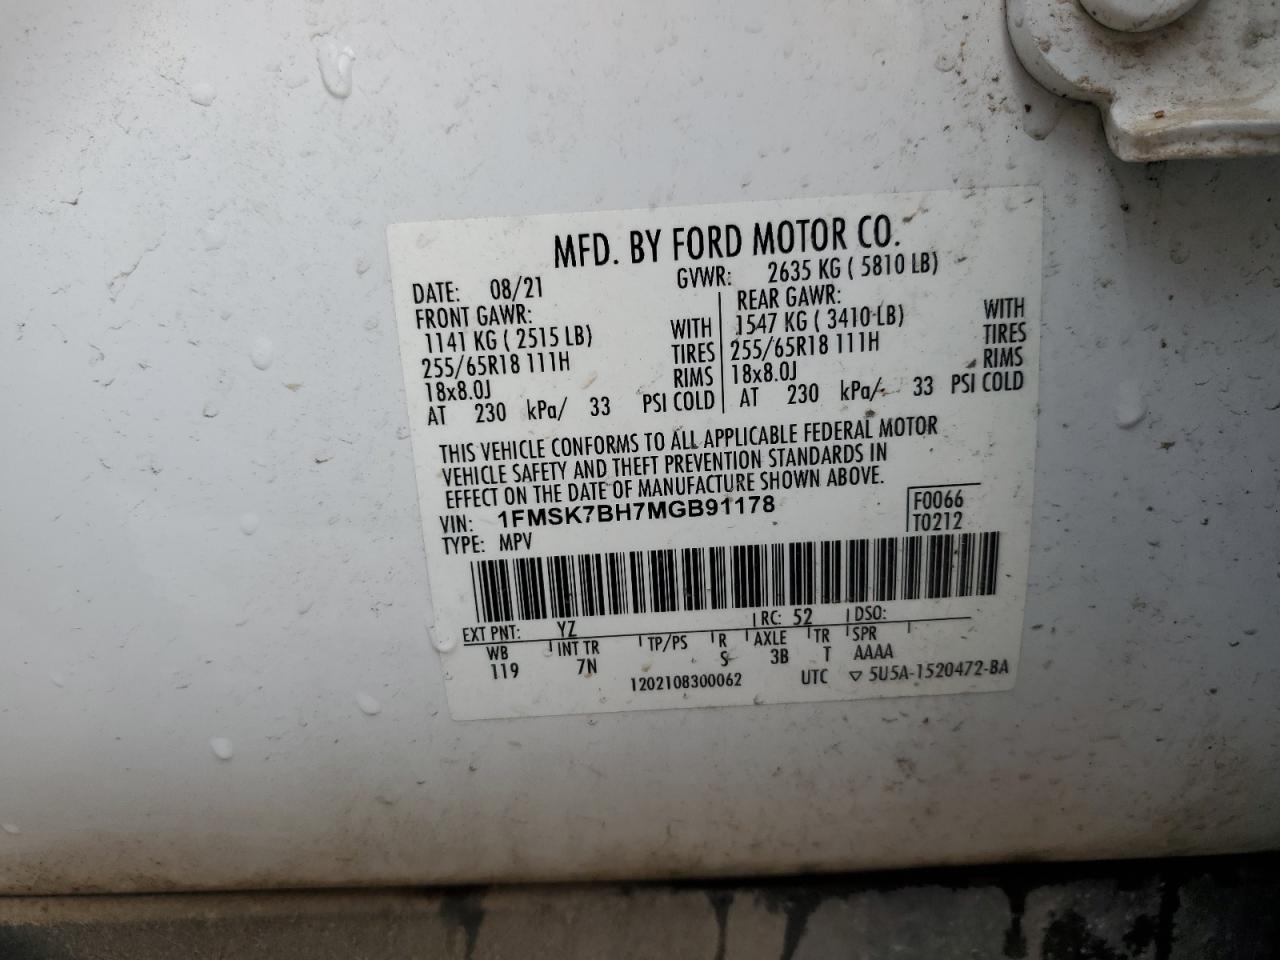 MFD. BY FORD MOTOR CO.
DATE: 08/21 GVWR: 2635 KG ( 5810 LB)
FRONT GAWR: REAR GAWR:
1141 KG ( 2515 LB) WITH 1547 KG ( 3410 LB) WITH
255/65R18 111H TIRES 255/65R18 111H TIRES
18x8.0J RIMS 18x8.0J RIMS
AT 230 kPa/ 33 PSI COLD AT 230 kPa/ 33 PSI COLD
THIS VEHICLE CONFORMS TO ALL APPLICABLE FEDERAL MOTOR
VEHICLE SAFETY AND THEFT PREVENTION STANDARDS IN
EFFECT ON THE DATE OF MANUFACTURE SHOWN ABOVE.
VIN: 1FMSK7BH7MGB91178 F0066
TYPE: MPV T0212
EXT PNT: YZ RC: 52 DSO:
WB INT TR TP/PS R AXLE TR SPR
119 7N S 3B T AAAA
1202108300062 UTC ▽ 5U5A-1520472-BA